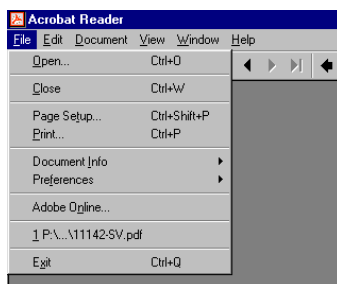 Acrobat Reader
File Edit Document View Window Help
Open... Ctrl+O
Close Ctrl+W
Page Setup... Ctrl+Shift+P
Print... Ctrl+P
Document Info
Preferences
Adobe Online...
1 P:\...\11142-SV.pdf
Exit Ctrl+Q